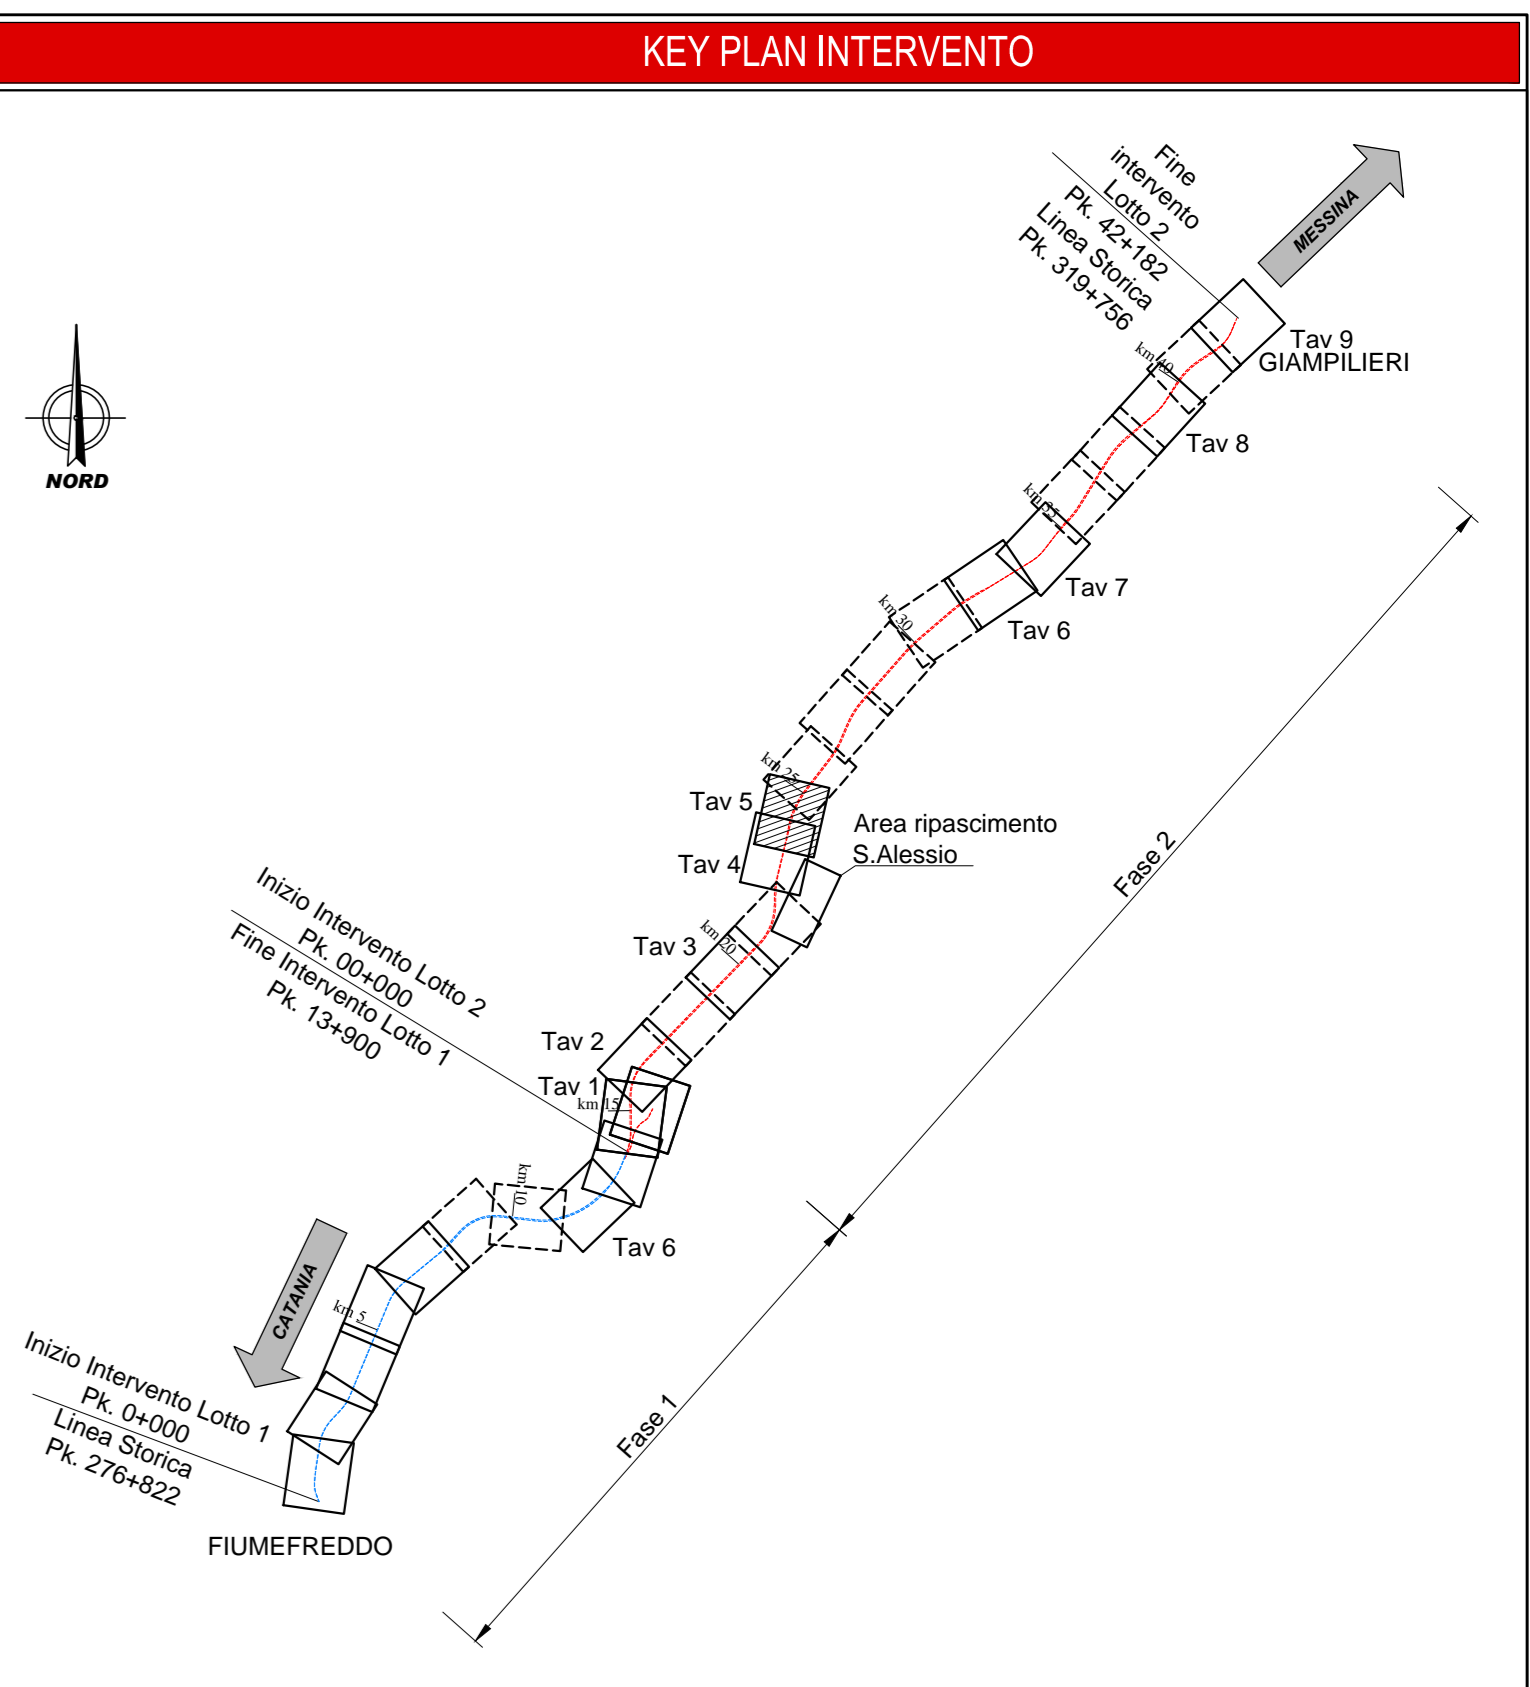 KEY PLAN INTERVENTO
Fine
intervento
Lotto 2
Pk. 42+182
Linea Storica
Pk. 319+756
MESSINA
Tav 9
GIAMPILIERI
km 40
Tav 8
NORD
km 35
Tav 7
Tav 6
km 30
km 25
Tav 5
Area ripascimento
S.Alessio
Tav 4
Fase 2
Inizio Intervento Lotto 2
Pk. 00+000
Fine Intervento Lotto 1
Pk. 13+900
Tav 3
km 20
Tav 2
Tav 1
km 15
km 10
Tav 6
CATANIA
km 5
Inizio Intervento Lotto 1
Pk. 0+000
Linea Storica
Pk. 276+822
Fase 1
FIUMEFREDDO